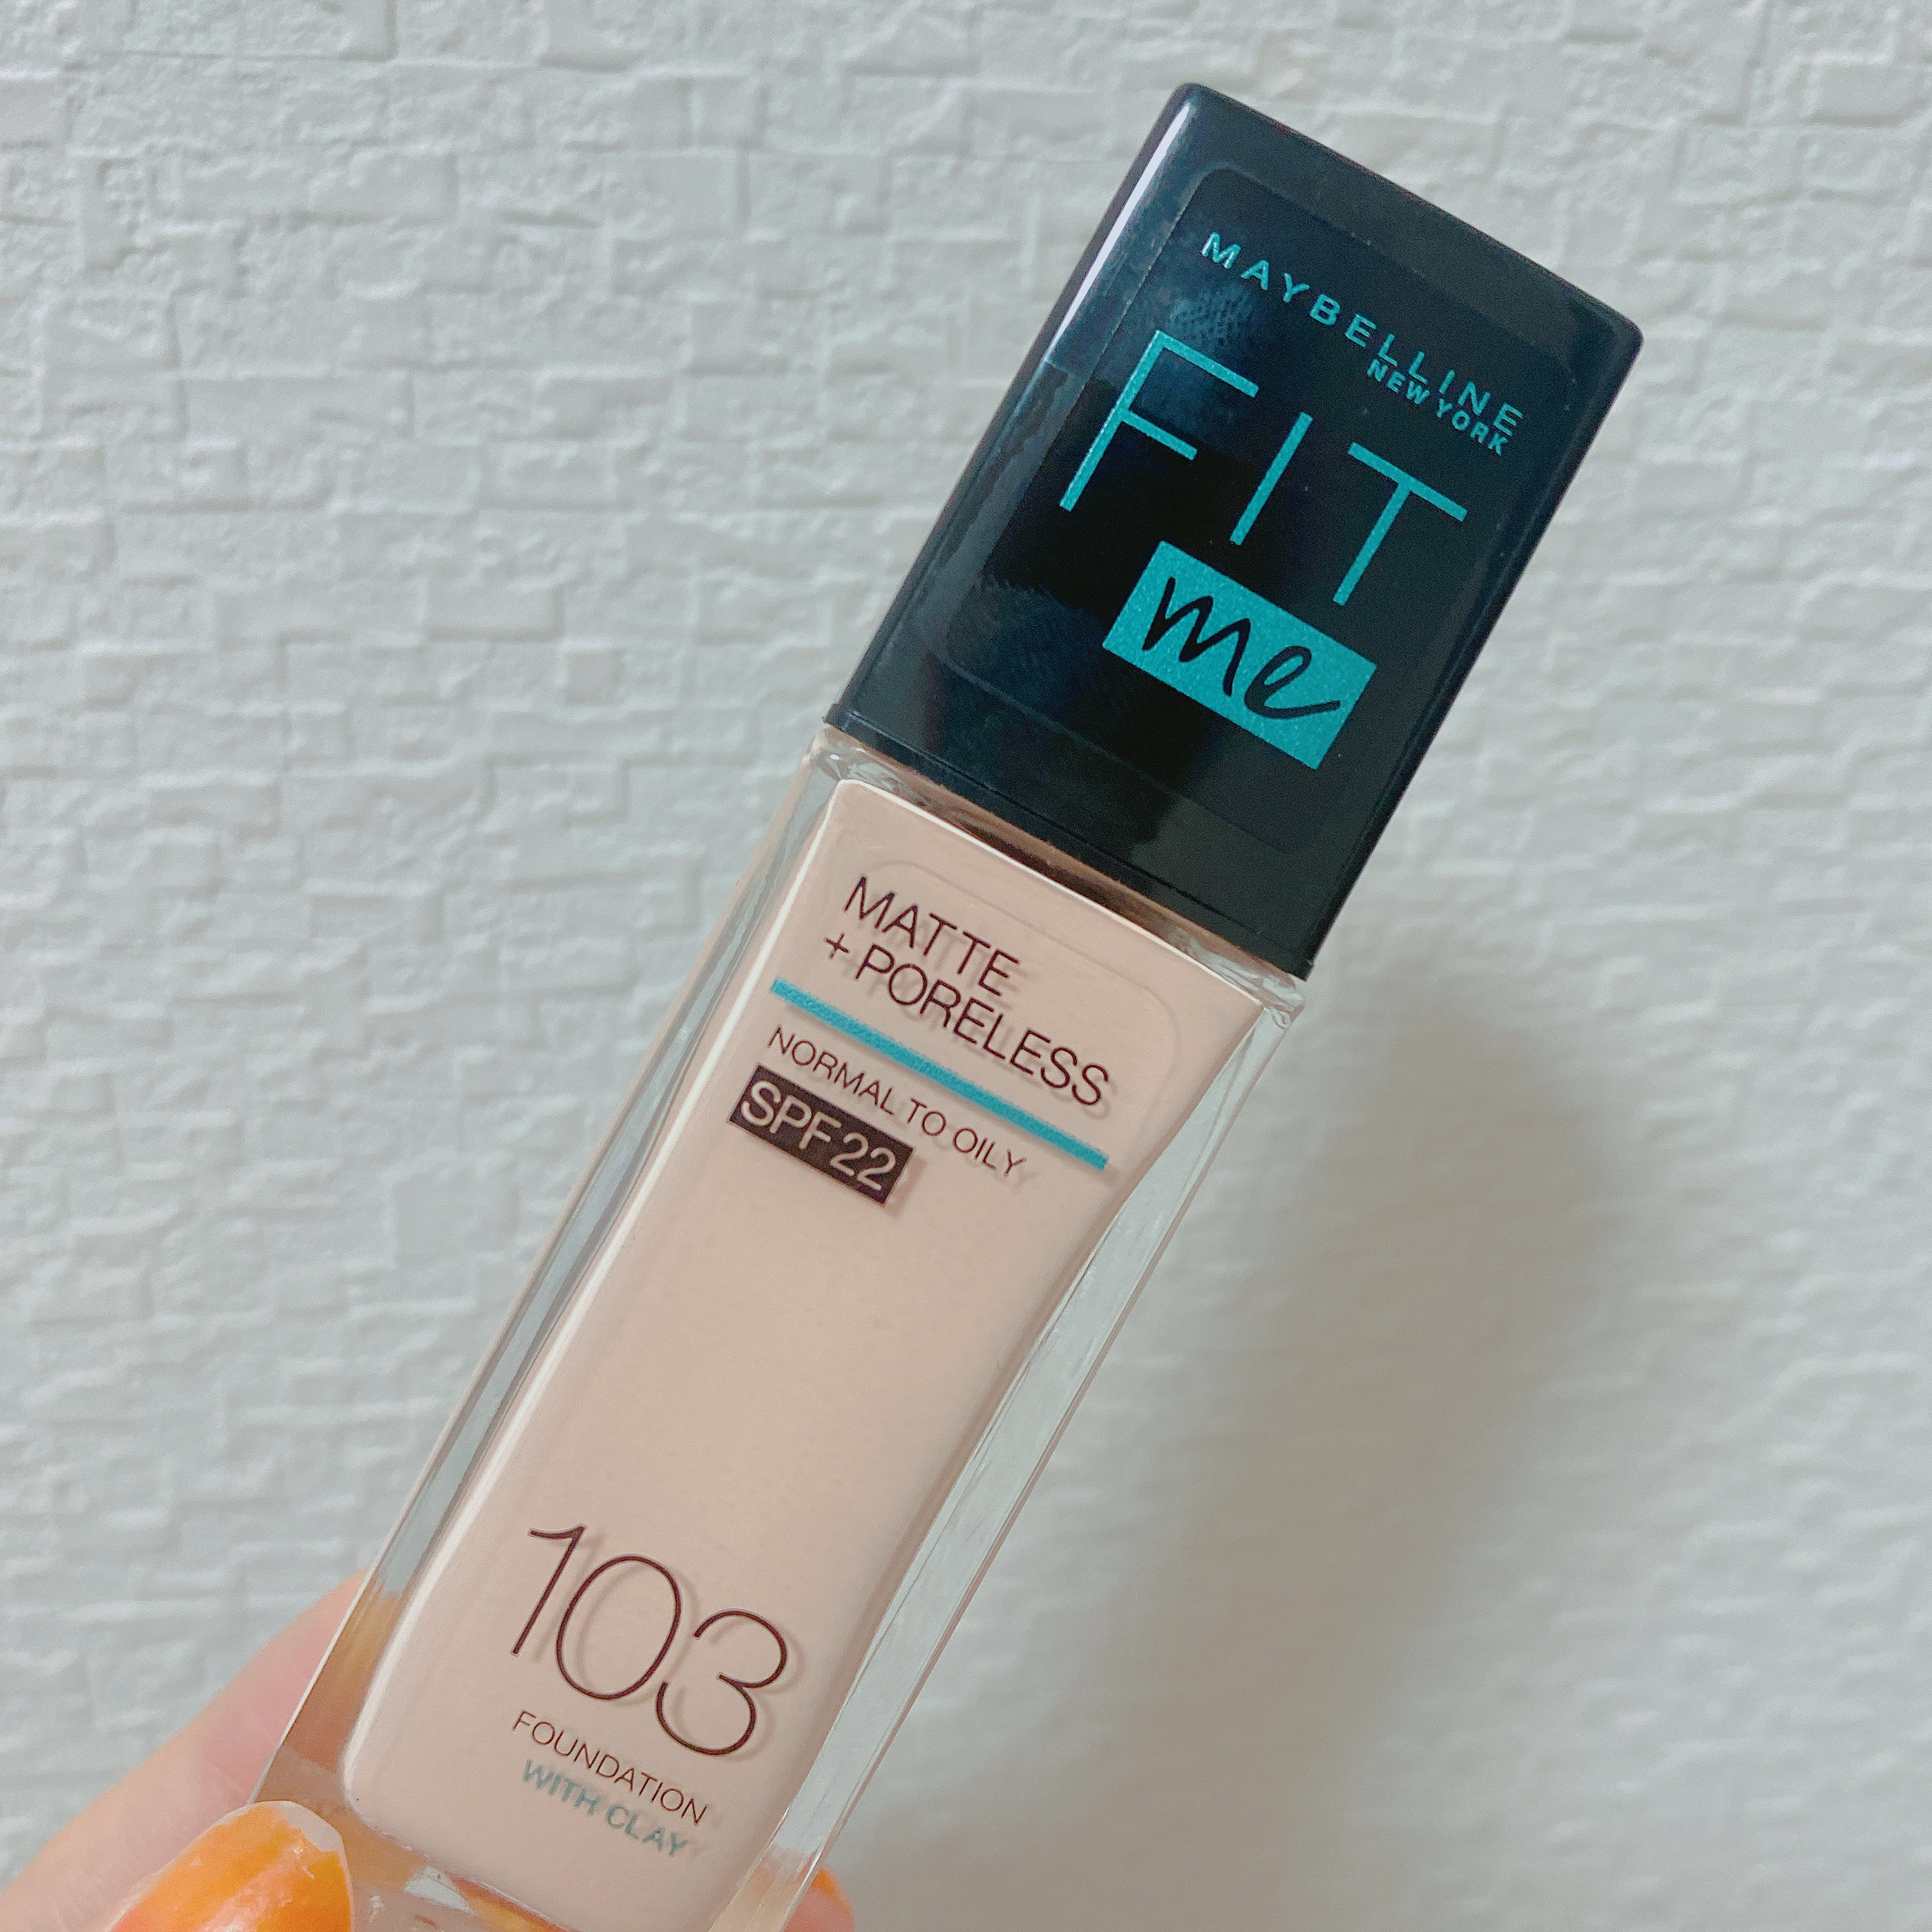 MAYBELLINE
NEW YORK
FIT
me
MATTE
+ PORELESS
NORMAL TO OILY
SPF 22
103
FOUNDATION
WITH CLAY